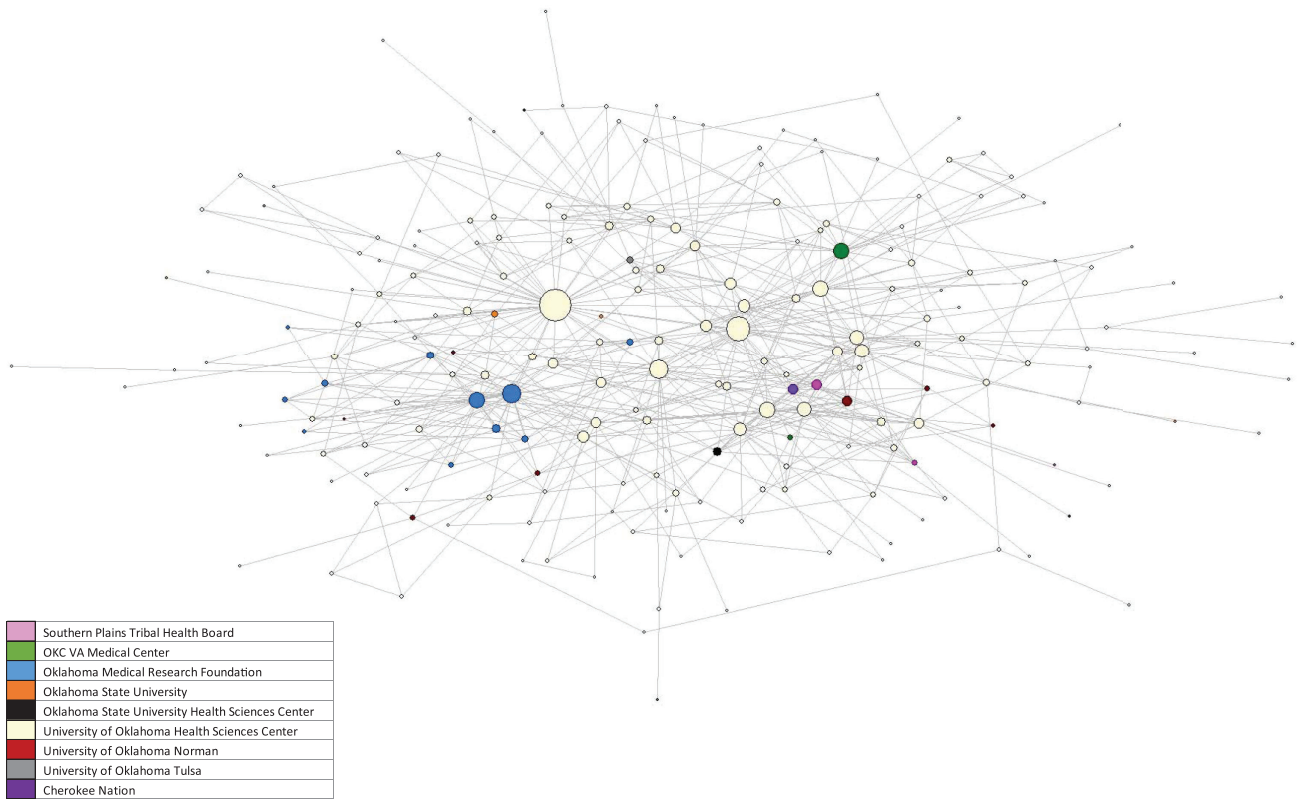 Southern Plains Tribal Health Board
OKC VA Medical Center
Oklahoma Medical Research Foundation
Oklahoma State University
Oklahoma State University Health Sciences Center
University of Oklahoma Health Sciences Center
University of Oklahoma Norman
University of Oklahoma Tulsa
Cherokee Nation